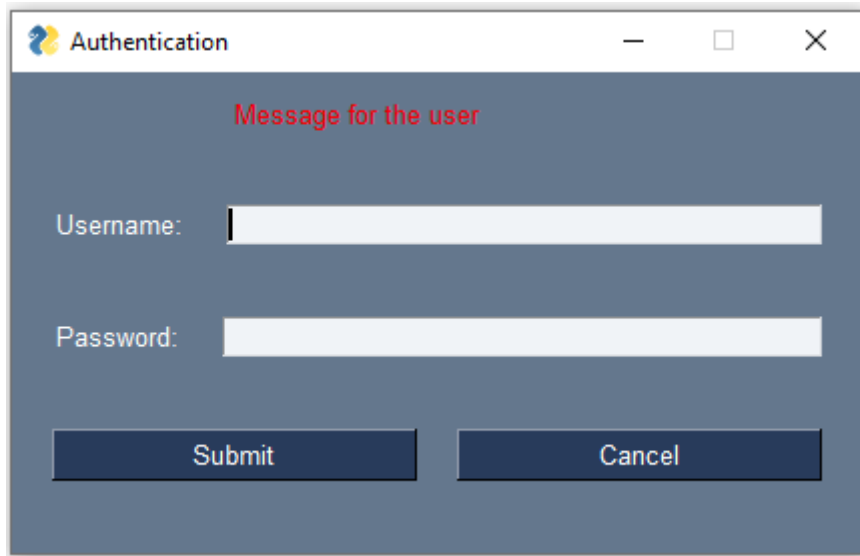 Authentication
Message for the user
Username:
Password:
Submit Cancel